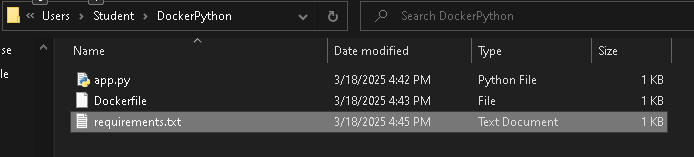 « Users > Student > DockerPython
Search DockerPython
se
le
Name Date modified Type Size
app.py 3/18/2025 4:42 PM Python File 1 KB
Dockerfile 3/18/2025 4:43 PM File 1 KB
requirements.txt 3/18/2025 4:45 PM Text Document 1 KB